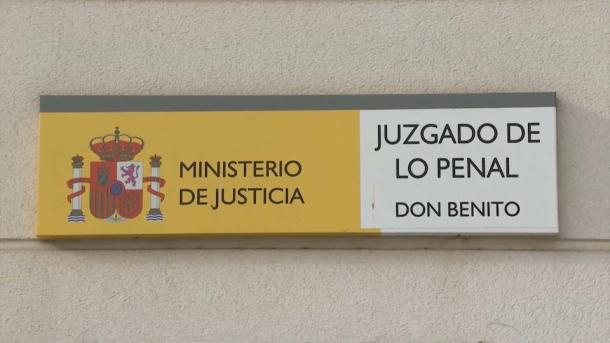 MINISTERIO
DE JUSTICIA
JUZGADO DE
LO PENAL
DON BENITO